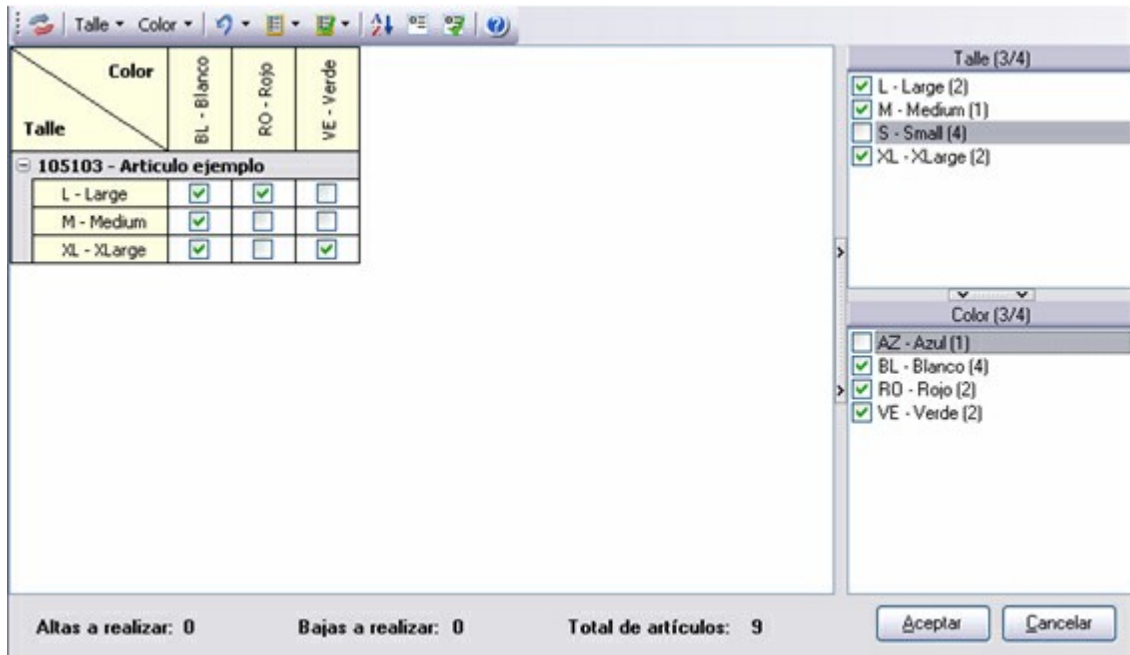 Talle Color
Color
Talle
BL - Blanco
RO - Rojo
VE - Verde
105103 - Articulo ejemplo
L - Large
M - Medium
XL - XLarge
Talle (3/4)
L - Large (2)
M - Medium (1)
S - Small (4)
XL - XLarge (2)
Color (3/4)
AZ - Azul (1)
BL - Blanco (4)
RO - Rojo (2)
VE - Verde (2)
Altas a realizar: 0 Bajas a realizar: 0 Total de artículos: 9
Aceptar Cancelar